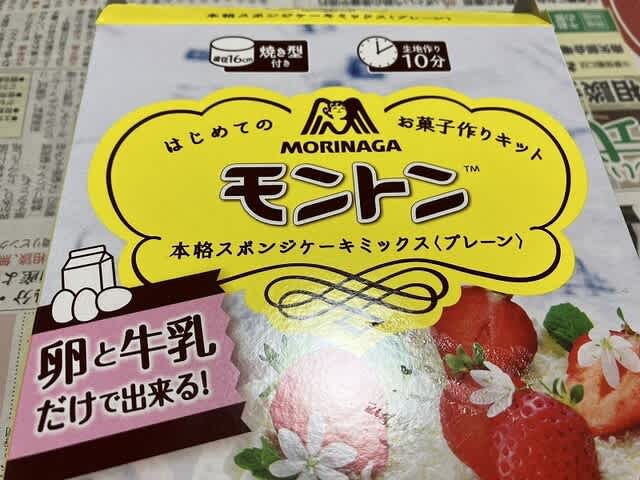 本格スポンジケーキミックス〈プレーン〉
直径16cm
焼き型
付き
生地作り
10分
はじめての
お菓子作りキット
MORINAGA
モントン™
本格スポンジケーキミックス〈プレーン〉
卵と牛乳
だけで出来る!
相談